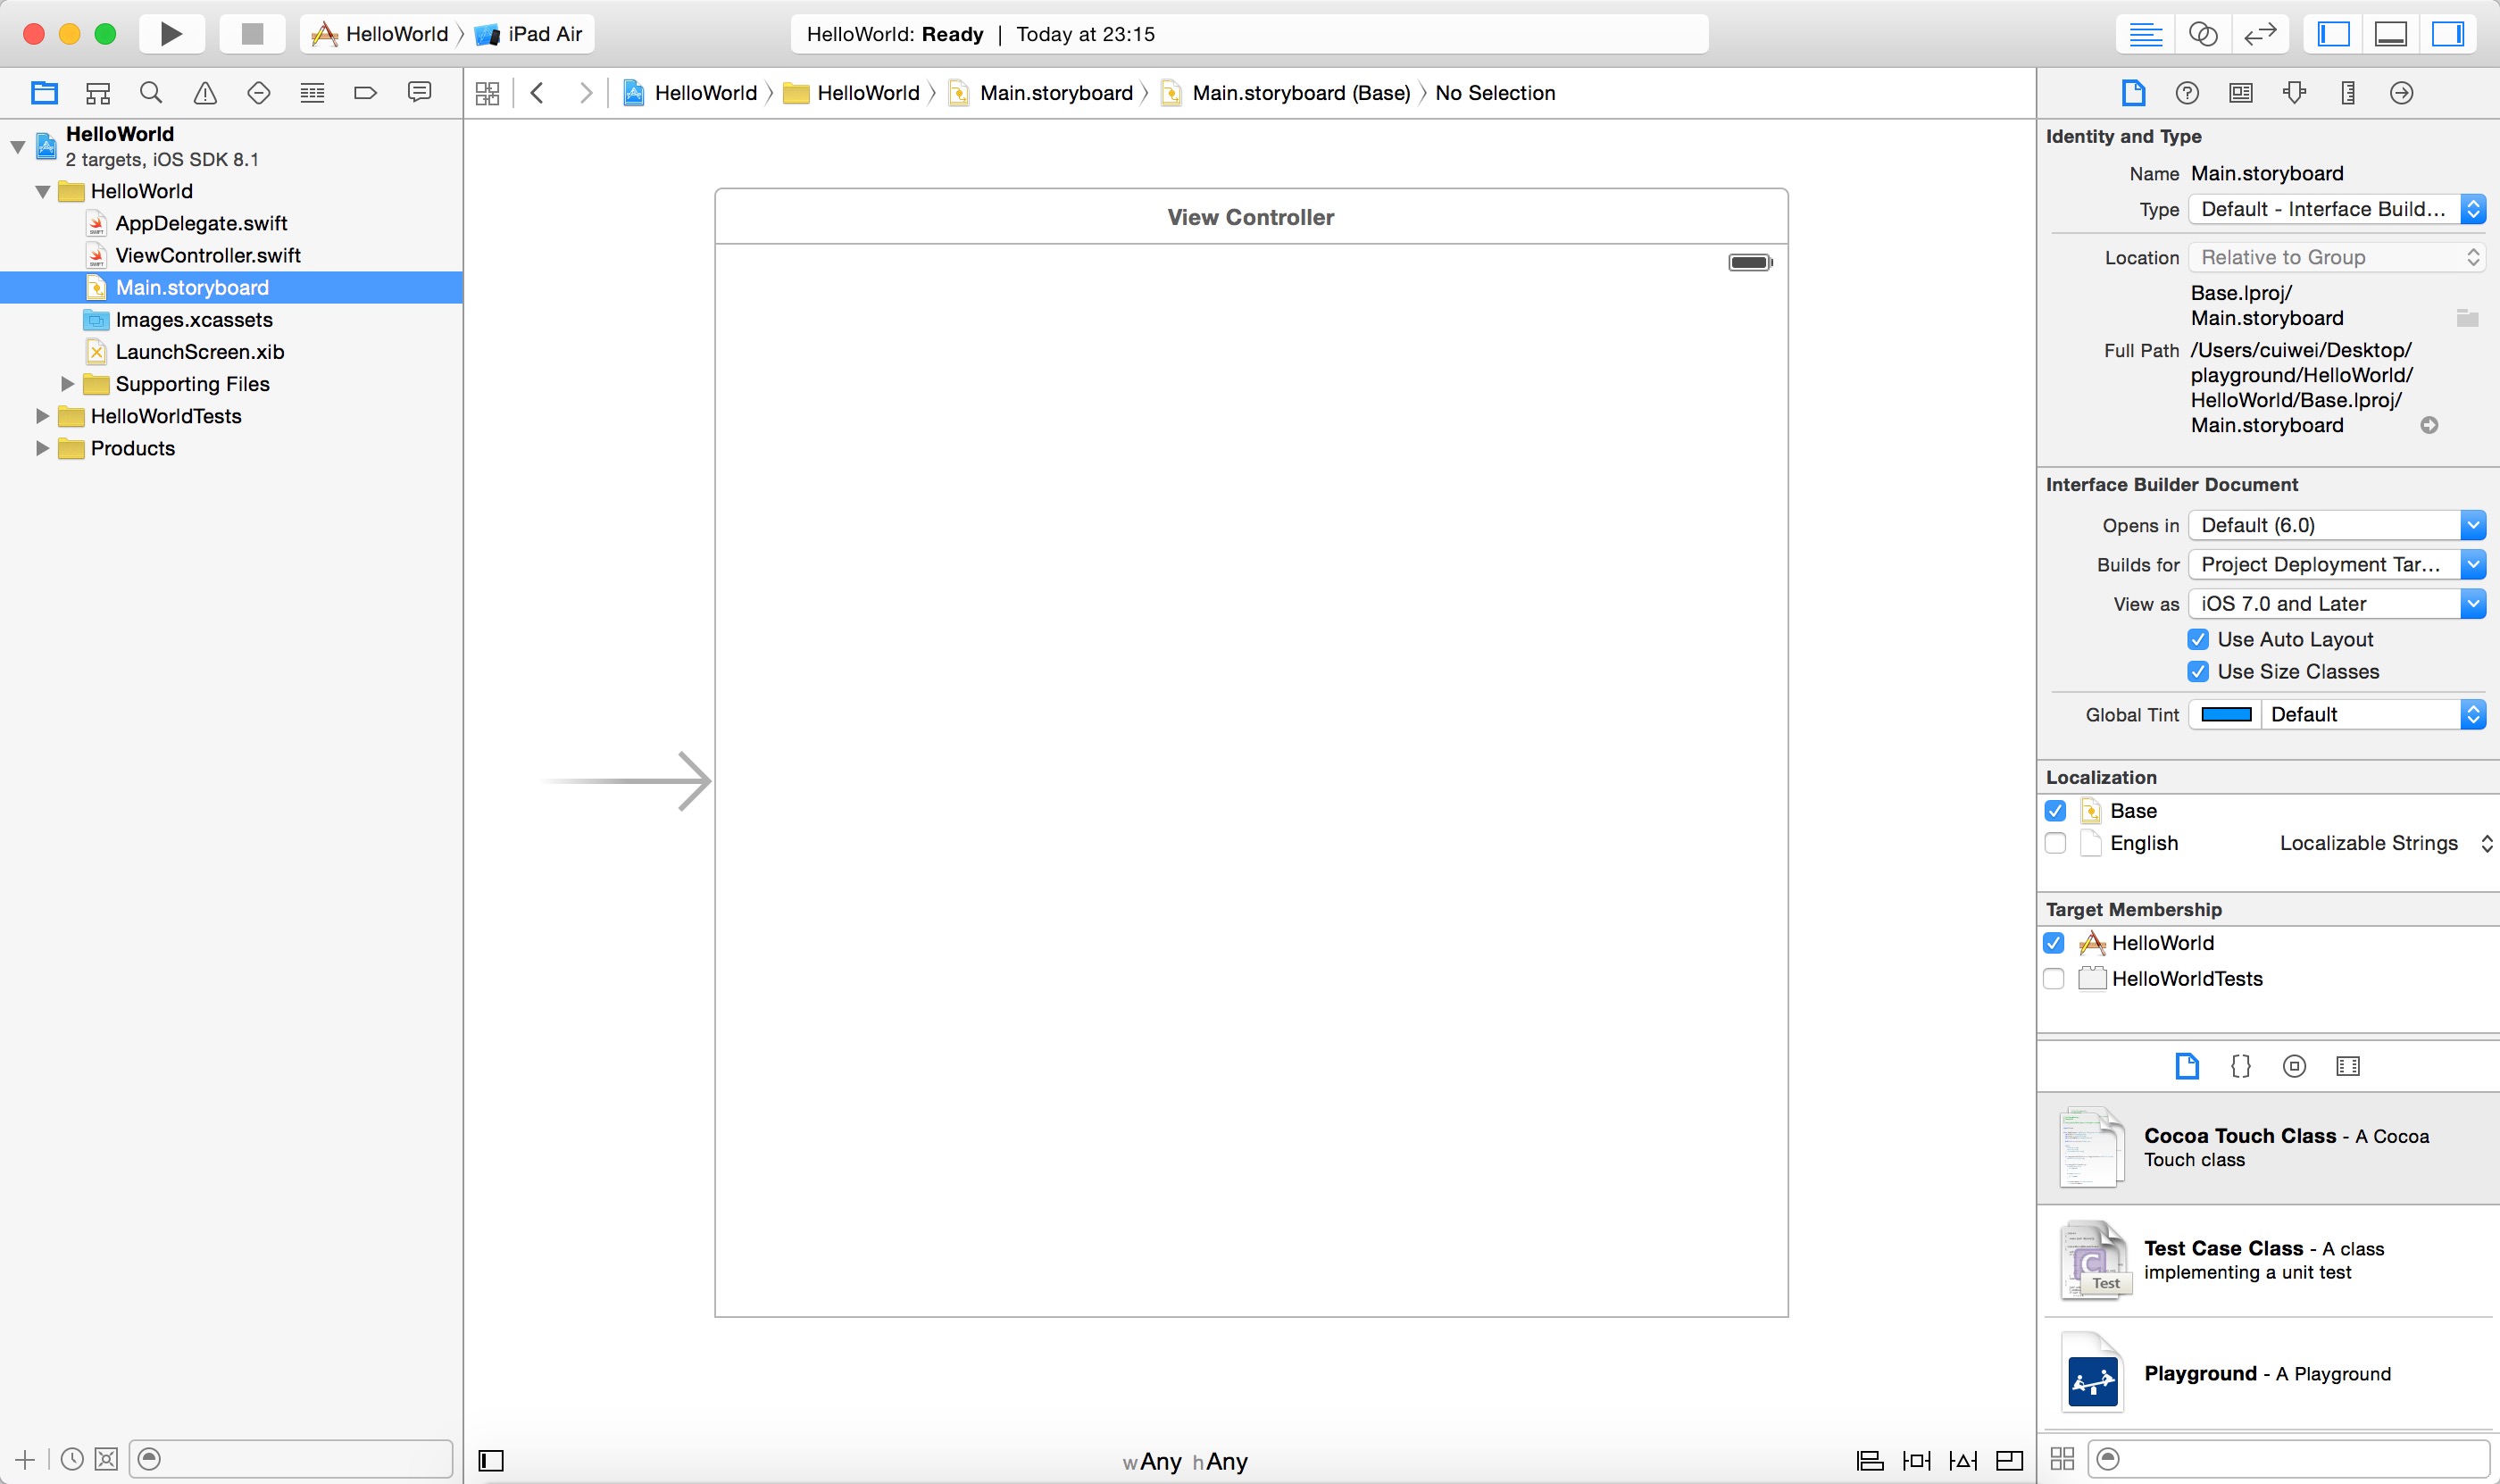 HelloWorld 〉 iPad Air
HelloWorld: Ready | Today at 23:15
HelloWorld 〉 HelloWorld 〉 Main.storyboard 〉 Main.storyboard (Base) 〉 No Selection
HelloWorld
2 targets, iOS SDK 8.1
HelloWorld
AppDelegate.swift
ViewController.swift
Main.storyboard
Images.xcassets
LaunchScreen.xib
Supporting Files
HelloWorldTests
Products
View Controller
wAny hAny
Identity and Type
Name Main.storyboard
Type Default - Interface Build...
Location Relative to Group
Base.lproj/
Main.storyboard
Full Path /Users/cuiwei/Desktop/
playground/HelloWorld/
HelloWorld/Base.lproj/
Main.storyboard
Interface Builder Document
Opens in Default (6.0)
Builds for Project Deployment Tar...
View as iOS 7.0 and Later
Use Auto Layout
Use Size Classes
Global Tint Default
Localization
Base
English Localizable Strings
Target Membership
HelloWorld
HelloWorldTests
{}
Cocoa Touch Class - A Cocoa
Touch class
C
Test
Test Case Class - A class
implementing a unit test
Playground - A Playground